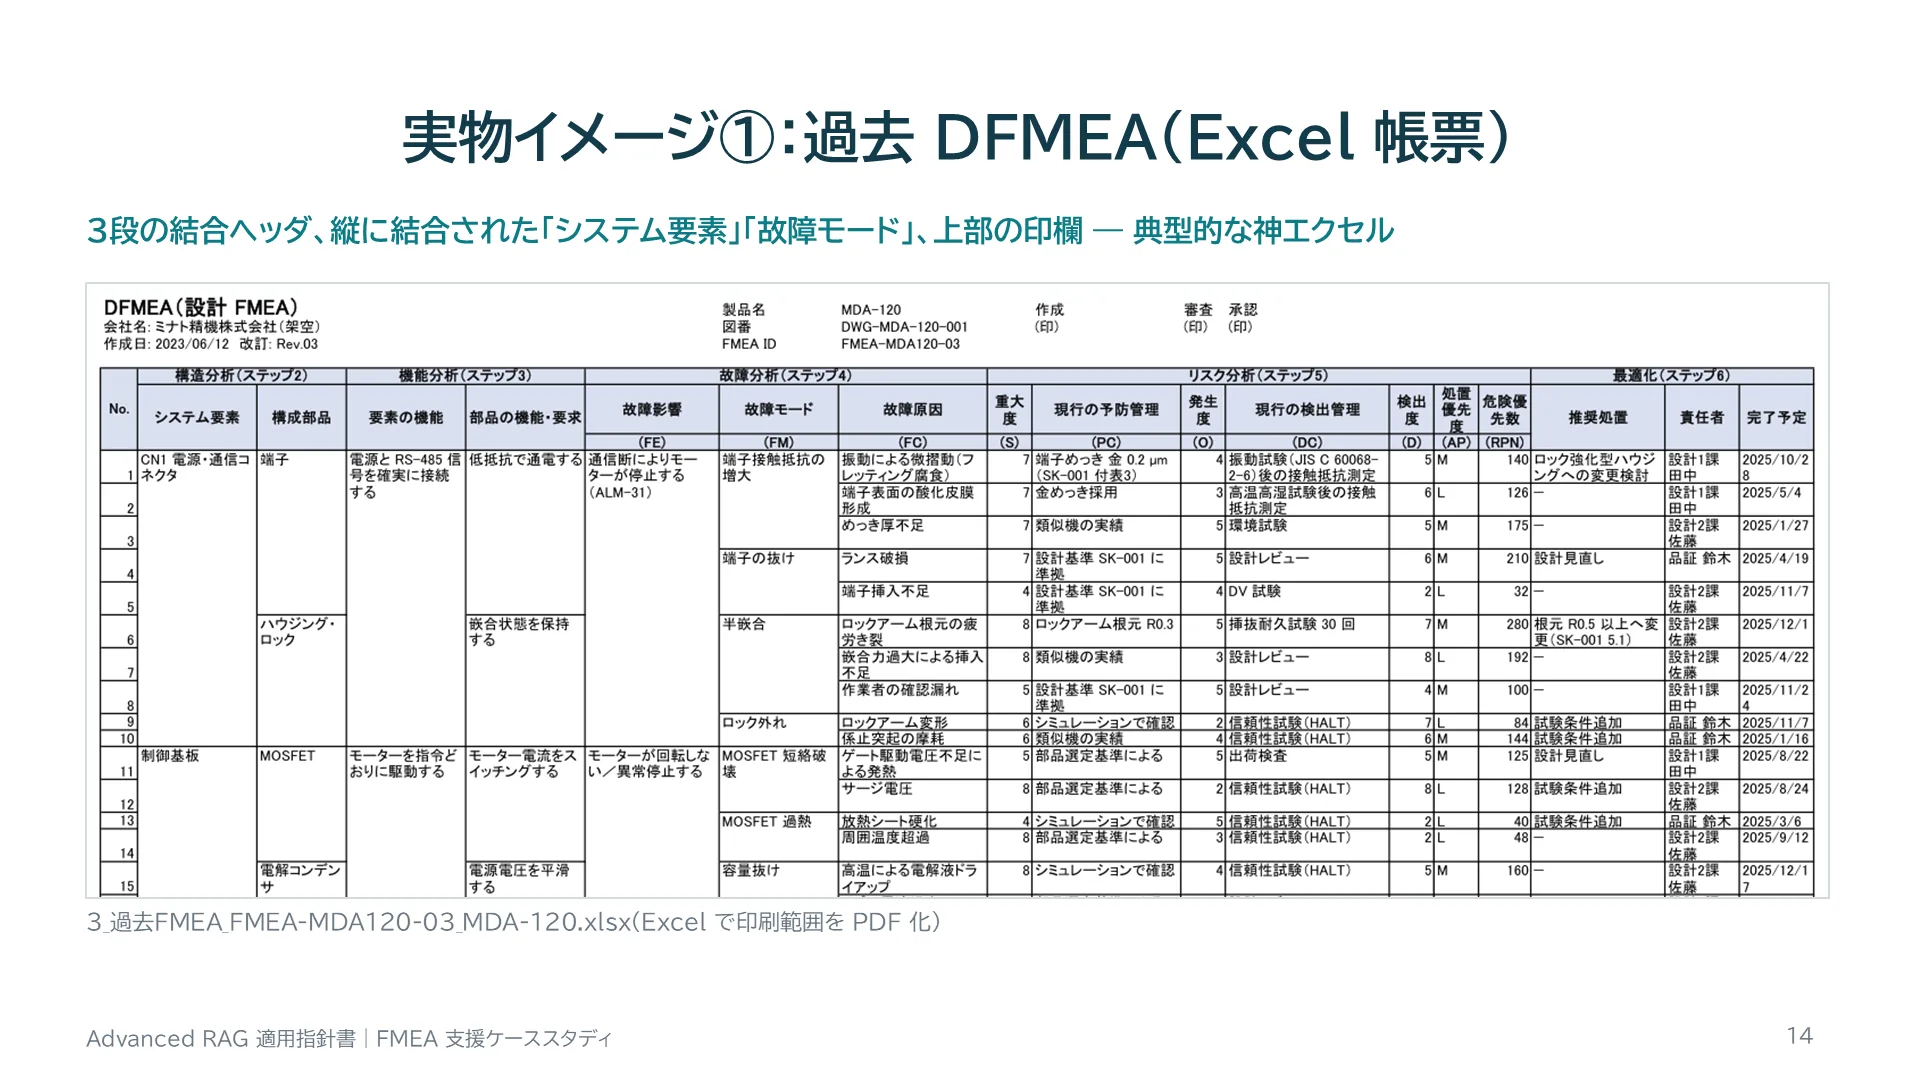 実物イメージ①：過去 DFMEA（Excel 帳票）
３段の結合ヘッダ、縦に結合された「システム要素」「故障モード」、上部の印欄 ― 典型的な神エクセル
DFMEA（設計 FMEA）
会社名: ミナト精機株式会社（架空）
作成日: 2023/06/12 改訂: Rev.03
製品名 MDA-120 作成 審査 承認
図番 DWG-MDA-120-001 （印） （印） （印）
FMEA ID FMEA-MDA120-03
No. 構造分析（ステップ2） 機能分析（ステップ3） 故障分析（ステップ4） リスク分析（ステップ5） 最適化（ステップ6）
システム要素 構成部品 要素の機能 部品の機能・要求 故障影響 故障モード 故障原因 重大度 現行の予防管理 発生度 現行の検出管理 検出度 処置優先度 危険優先数 推奨処置 責任者 完了予定
（FE） （FM） （FC） （S） （PC） （O） （DC） （D） （AP） （RPN）
1 CN1 電源・通信コネクタ 端子 電源と RS-485 信号を確実に接続する 低抵抗で通電する 通信断によりモーターが停止する（ALM-31） 端子接触抵抗の増大 振動による微摺動（フレッティング腐食） 7 端子めっき 金 0.2 μm（SK-001 付表3） 4 振動試験（JIS C 60068-2-6）後の接触抵抗測定 5 M 140 ロック強化型ハウジングへの変更検討 設計1課 田中 2025/10/28
2 端子表面の酸化皮膜形成 7 金めっき採用 3 高温高湿試験後の接触抵抗測定 6 L 126 ― 設計1課 田中 2025/5/4
3 めっき厚不足 7 類似機の実績 5 環境試験 5 M 175 ― 設計2課 佐藤 2025/1/27
4 端子の抜け ランス破損 7 設計基準 SK-001 に準拠 5 設計レビュー 6 M 210 設計見直し 品証 鈴木 2025/4/19
5 端子挿入不足 4 設計基準 SK-001 に準拠 4 DV 試験 2 L 32 ― 設計2課 佐藤 2025/11/7
6 ハウジング・ロック 嵌合状態を保持する 半嵌合 ロックアーム根元の疲労き裂 8 ロックアーム根元 R0.3 5 挿抜耐久試験 30 回 7 M 280 根元 R0.5 以上へ変更（SK-001 5.1） 設計2課 佐藤 2025/12/1
7 嵌合力過大による挿入不足 8 類似機の実績 3 設計レビュー 8 L 192 ― 設計2課 佐藤 2025/4/22
8 作業者の確認漏れ 5 設計基準 SK-001 に準拠 5 設計レビュー 4 M 100 ― 設計1課 田中 2025/11/24
9 ロック外れ ロックアーム変形 6 シミュレーションで確認 2 信頼性試験（HALT） 7 L 84 試験条件追加 品証 鈴木 2025/11/7
10 係止突起の摩耗 6 類似機の実績 4 信頼性試験（HALT） 6 M 144 試験条件追加 品証 鈴木 2025/1/16
11 制御基板 MOSFET モーターを指令どおりに駆動する モーター電流をスイッチングする モーターが回転しない／異常停止する MOSFET 短絡破壊 ゲート駆動電圧不足による発熱 5 部品選定基準による 5 出荷検査 5 M 125 設計見直し 設計1課 田中 2025/8/22
12 サージ電圧 8 部品選定基準による 2 信頼性試験（HALT） 8 L 128 試験条件追加 設計2課 佐藤 2025/8/24
13 MOSFET 過熱 放熱シート硬化 4 シミュレーションで確認 5 信頼性試験（HALT） 2 L 40 試験条件追加 品証 鈴木 2025/3/6
14 周囲温度超過 8 部品選定基準による 3 信頼性試験（HALT） 2 L 48 ― 設計2課 佐藤 2025/9/12
15 電解コンデンサ 電源電圧を平滑する 容量抜け 高温による電解液ドライアップ 8 シミュレーションで確認 4 信頼性試験（HALT） 5 M 160 ― 設計2課 佐藤 2025/12/17
3_過去FMEA_FMEA-MDA120-03_MDA-120.xlsx（Excel で印刷範囲を PDF 化）
Advanced RAG 適用指針書｜FMEA 支援ケーススタディ
14